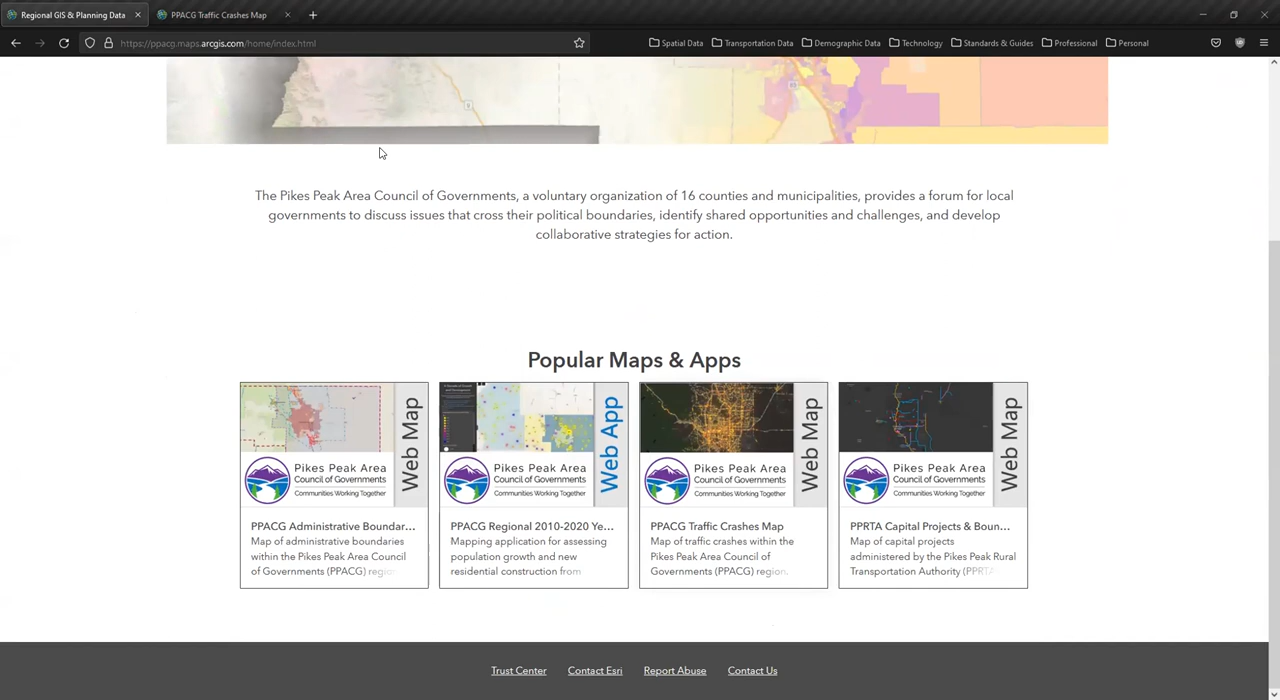 Regional GIS & Planning Data
PPACG Traffic Crashes Map
https://ppacg.maps.arcgis.com/home/index.html
Spatial Data
Transportation Data
Demographic Data
Technology
Standards & Guides
Professional
Personal
The Pikes Peak Area Council of Governments, a voluntary organization of 16 counties and municipalities, provides a forum for local
governments to discuss issues that cross their political boundaries, identify shared opportunities and challenges, and develop
collaborative strategies for action.
Popular Maps & Apps
Web Map
Pikes Peak Area
Council of Governments
Communities Working Together
PPACG Administrative Boundar...
Map of administrative boundaries
within the Pikes Peak Area Council
of Governments (PPACG) regio
Web App
Pikes Peak Area
Council of Governments
Communities Working Together
PPACG Regional 2010-2020 Ye...
Mapping application for assessing
population growth and new
residential construction from
Web Map
Pikes Peak Area
Council of Governments
Communities Working Together
PPACG Traffic Crashes Map
Map of traffic crashes within the
Pikes Peak Area Council of
Governments (PPACG) region.
Web Map
Pikes Peak Area
Council of Governments
Communities Working Together
PPRTA Capital Projects & Boun...
Map of capital projects
administered by the Pikes Peak Rural
Transportation Authority (PPRTA
Trust Center
Contact Esri
Report Abuse
Contact Us